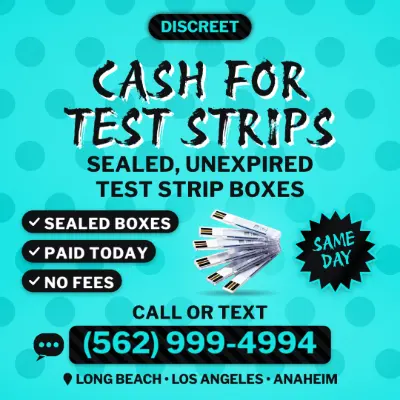 DISCREET
CASH FOR
TEST STRIPS
SEALED, UNEXPIRED
TEST STRIP BOXES
SEALED BOXES
PAID TODAY
NO FEES
SAME
DAY
CALL OR TEXT
(562) 999-4994
LONG BEACH • LOS ANGELES • ANAHEIM